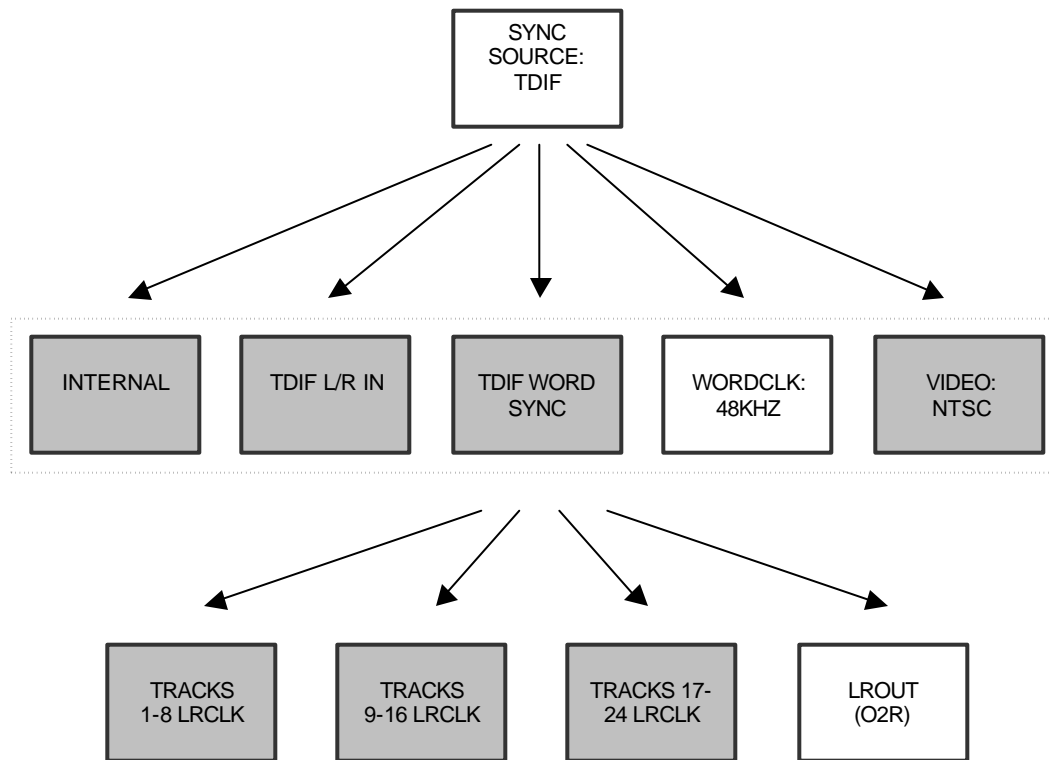 SYNC
SOURCE:
TDIF
INTERNAL
TDIF L/R IN
TDIF WORD
SYNC
WORDCLK:
48KHZ
VIDEO:
NTSC
TRACKS
1-8 LRCLK
TRACKS
9-16 LRCLK
TRACKS 17-
24 LRCLK
LROUT
(O2R)